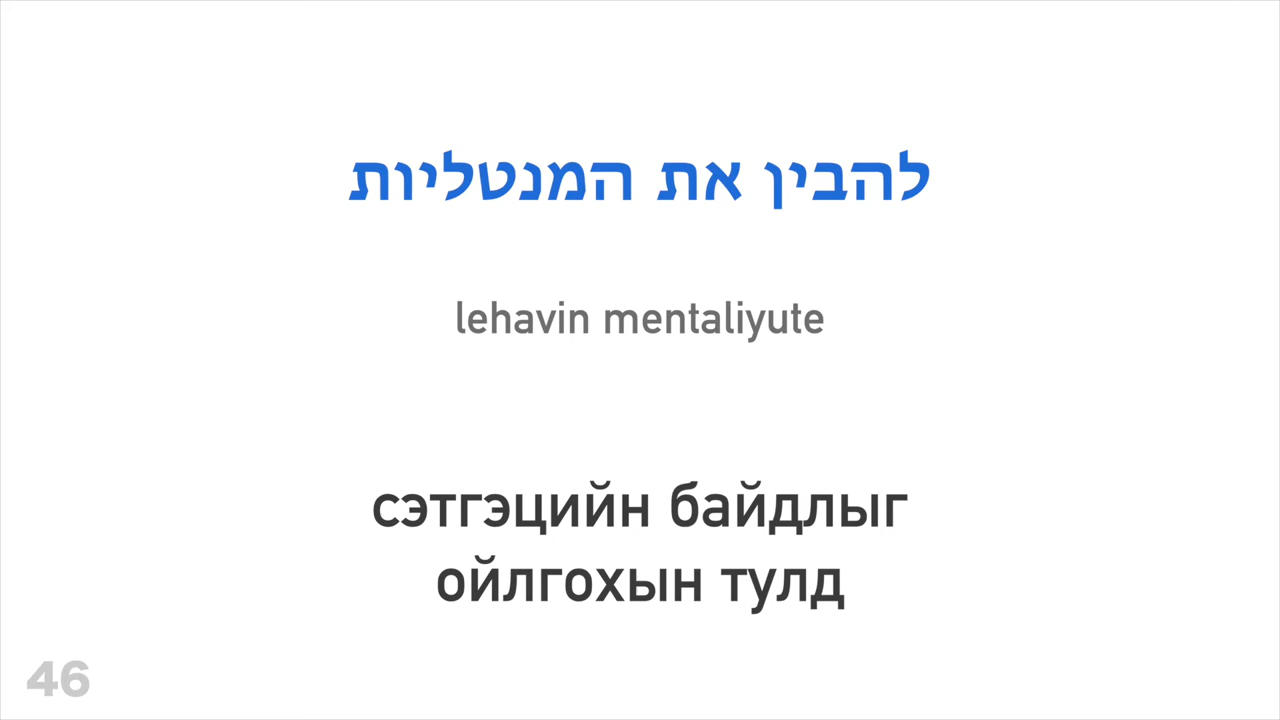 להבין את המנטליות
lehavin mentaliyute
сэтгэцийн байдлыг
ойлгохын тулд
46